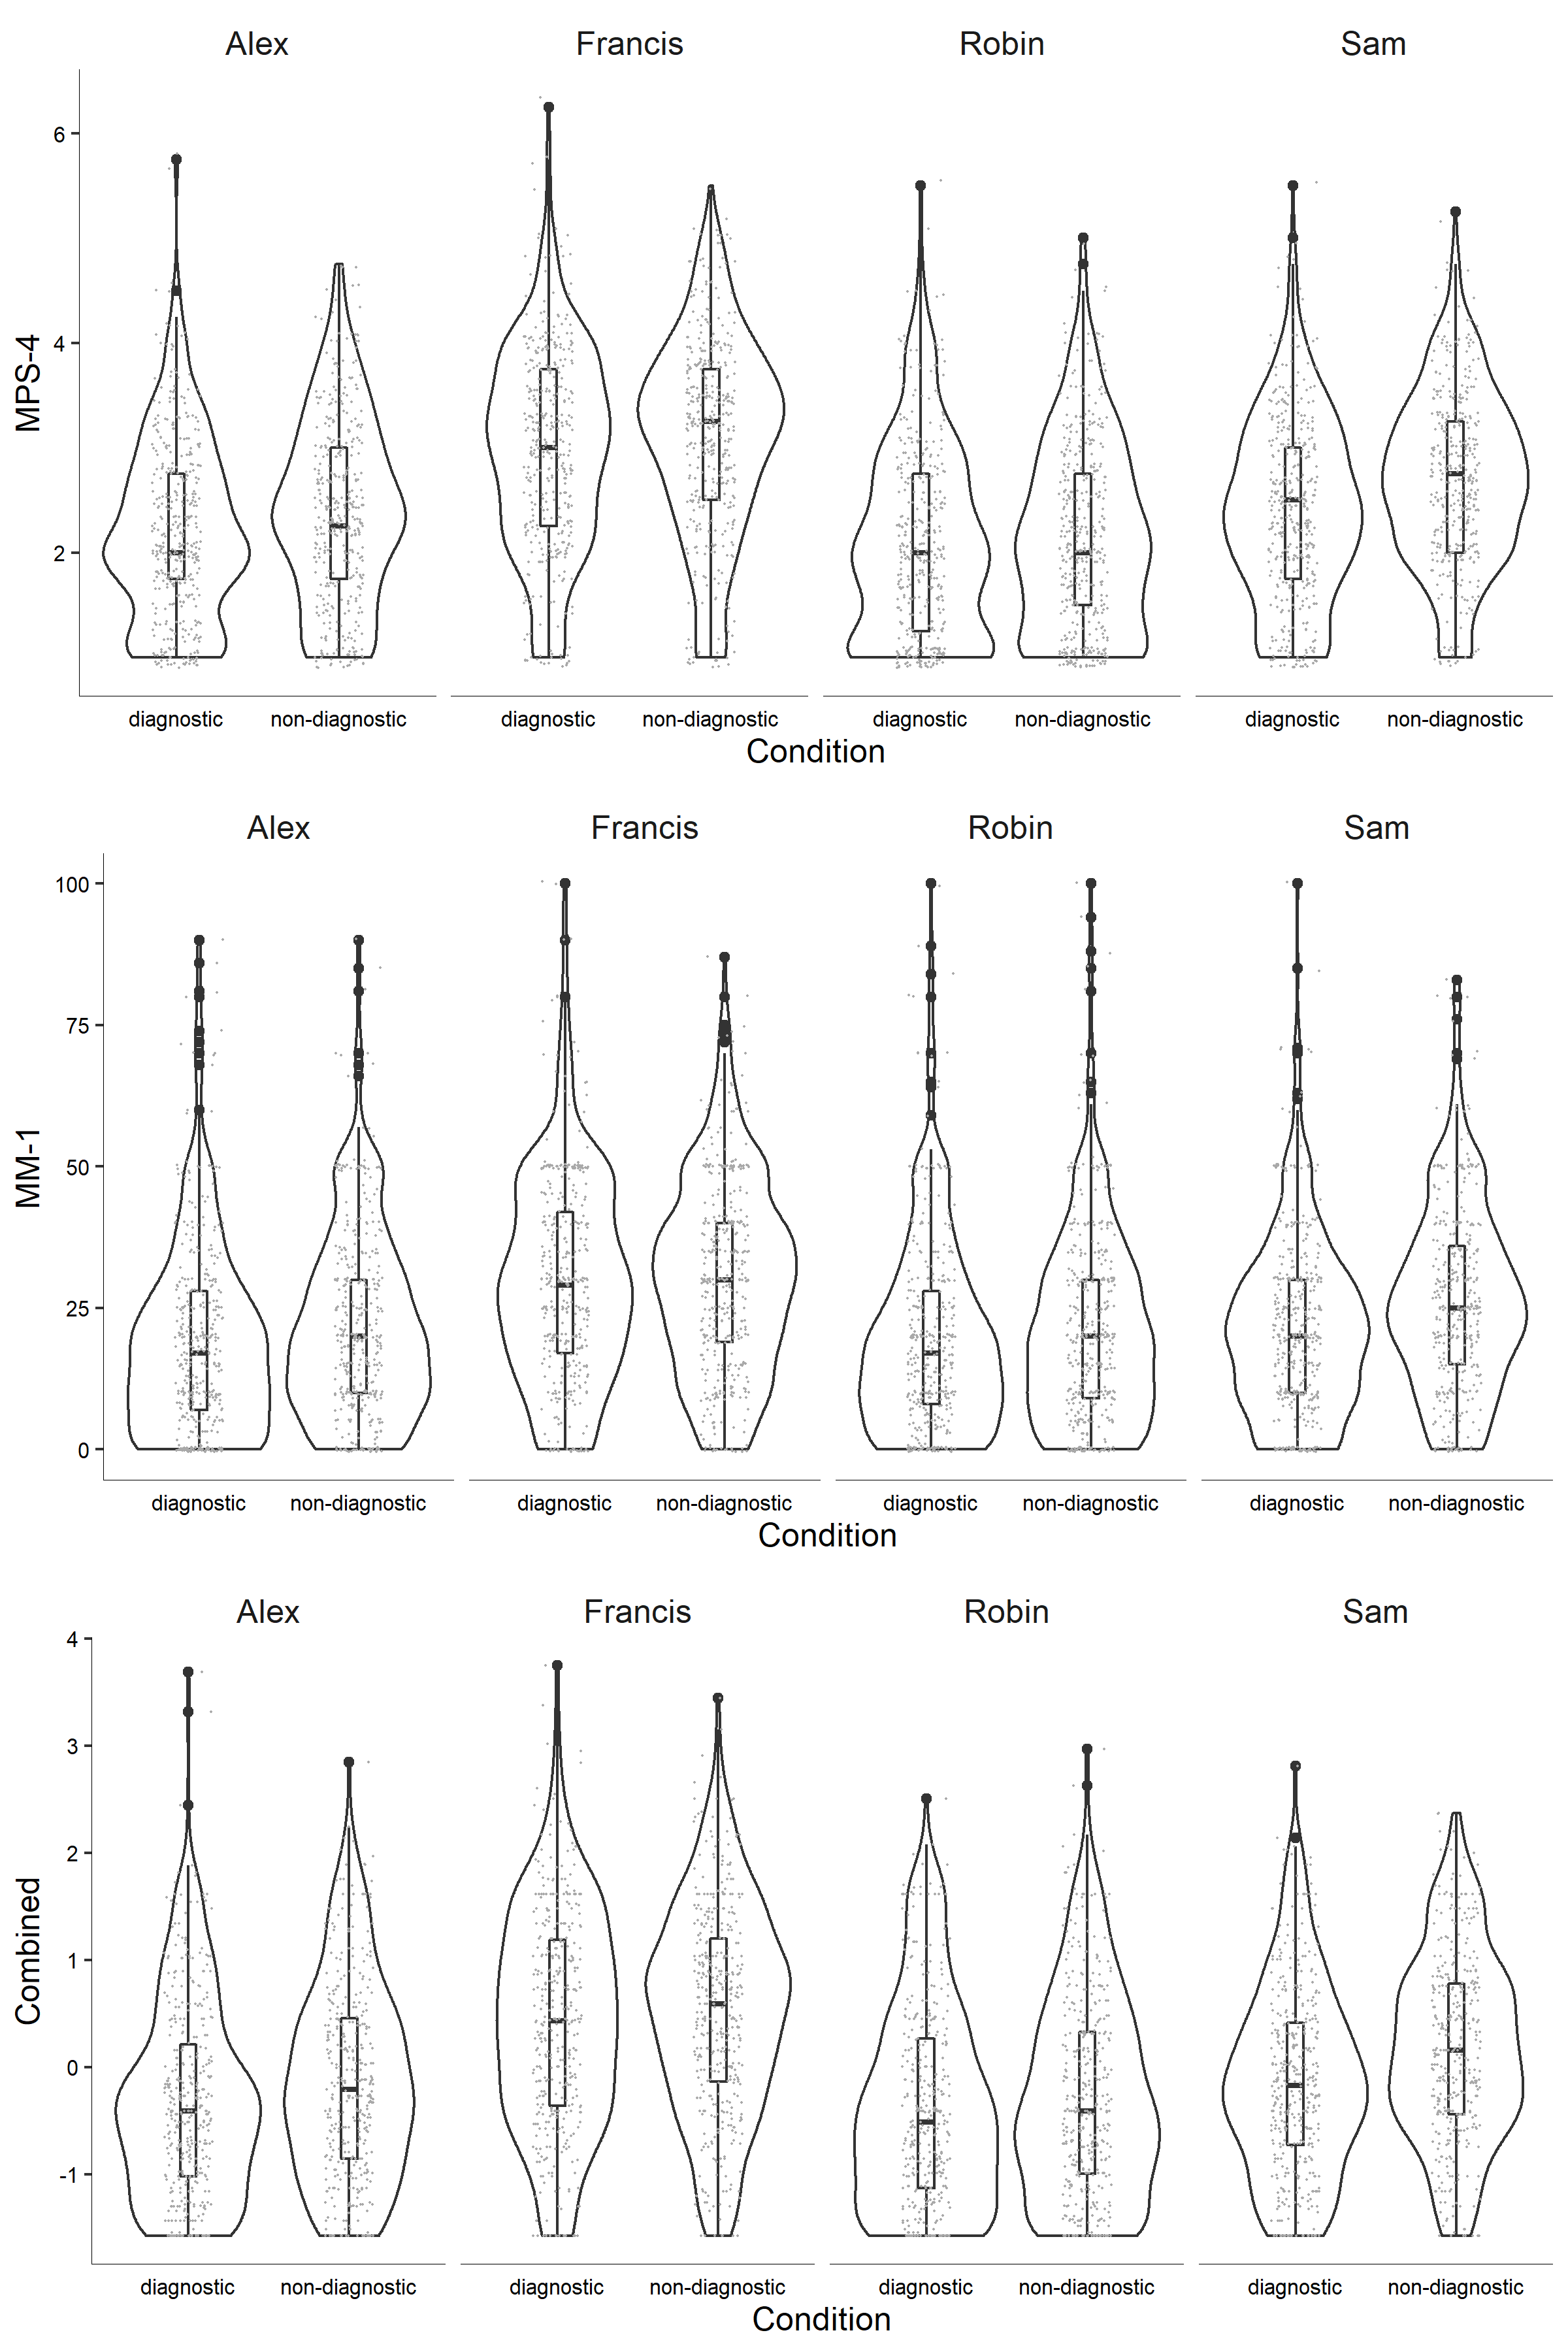 Alex Francis Robin Sam
6
4
2
MPS-4
diagnostic non-diagnostic diagnostic non-diagnostic diagnostic non-diagnostic diagnostic non-diagnostic
Condition
Alex Francis Robin Sam
100
75
50
25
0
MM-1
diagnostic non-diagnostic diagnostic non-diagnostic diagnostic non-diagnostic diagnostic non-diagnostic
Condition
Alex Francis Robin Sam
4
3
2
1
0
-1
Combined
diagnostic non-diagnostic diagnostic non-diagnostic diagnostic non-diagnostic diagnostic non-diagnostic
Condition